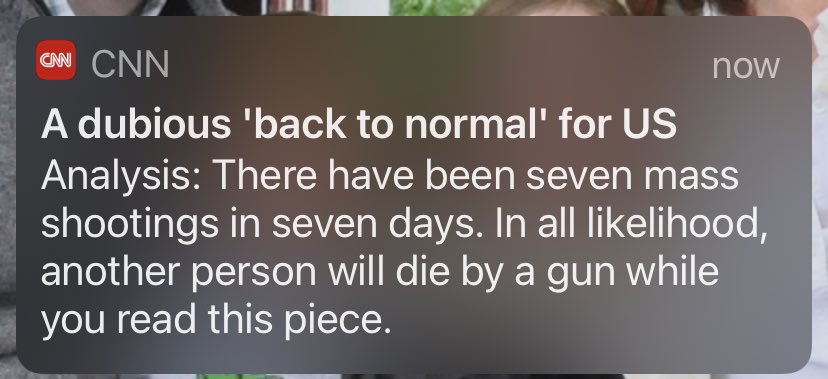 CNN CNN now
A dubious 'back to normal' for US
Analysis: There have been seven mass
shootings in seven days. In all likelihood,
another person will die by a gun while
you read this piece.